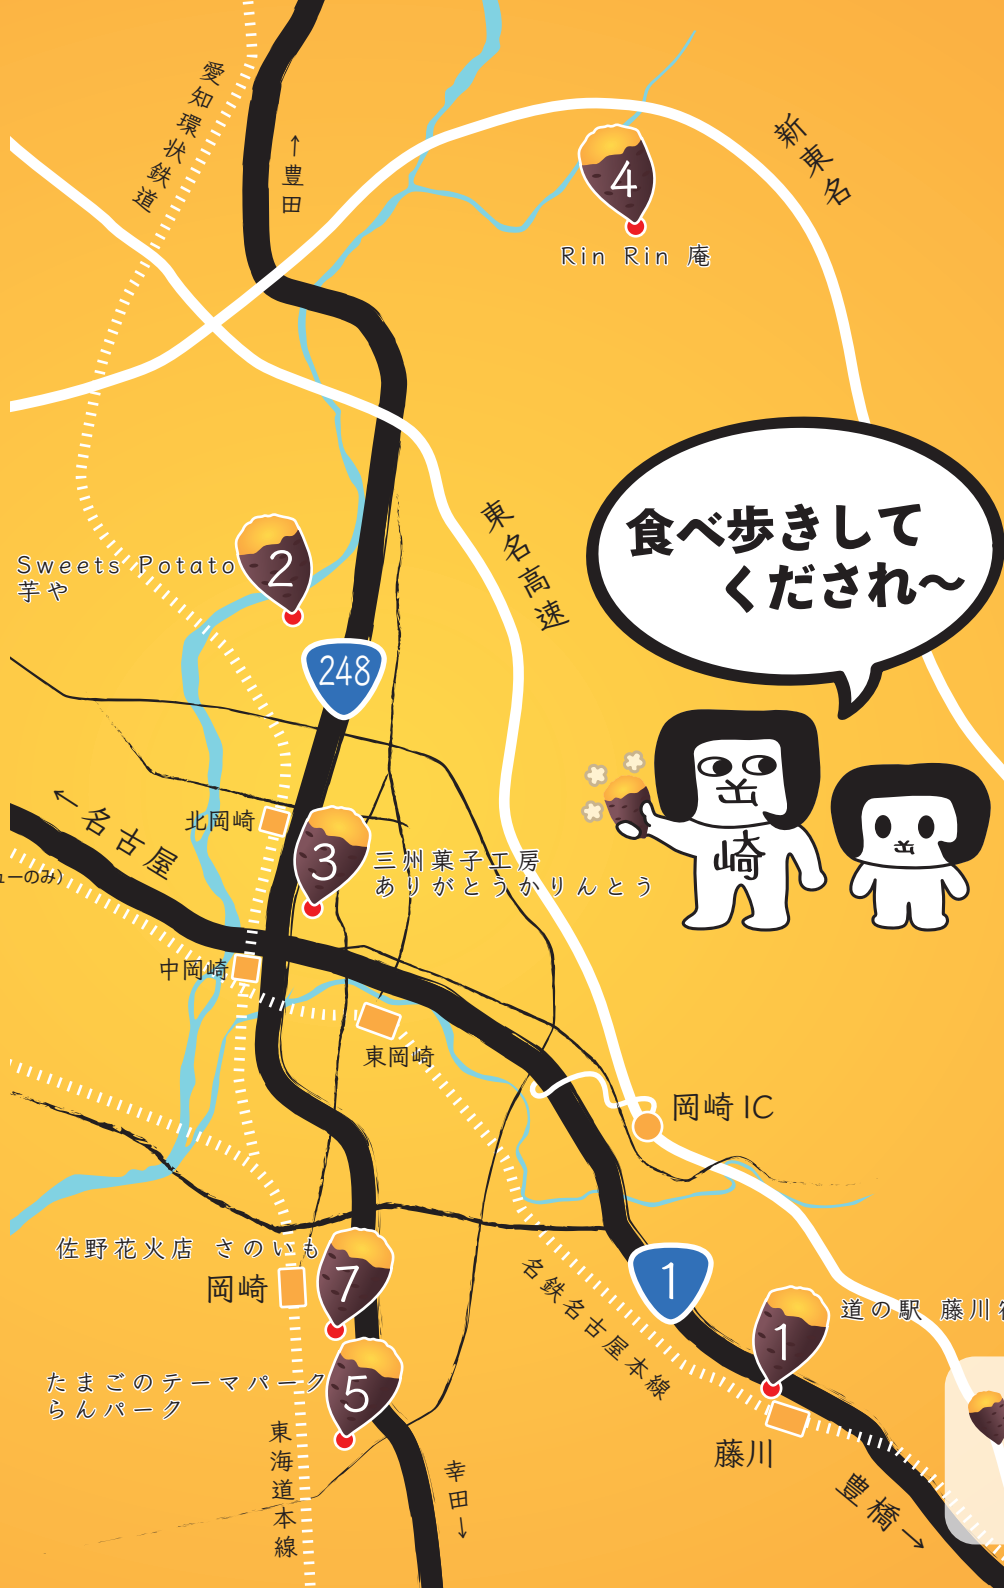 愛知環状鉄道
↑豊田
新東名
4
Rin Rin 庵
食べ歩きして
くだされ〜
東名高速
2
Sweets Potato
芋や
248
←名古屋
北岡崎
3
三州菓子工房
ありがとうかりんとう
崎
ューのみ）
中岡崎
東岡崎
岡崎 IC
佐野花火店 さのいも
岡崎
7
名鉄名古屋本線
1
1
道の駅 藤川宿
たまごのテーマパーク
らんパーク
5
東海道本線
藤川
幸田→
豊橋→